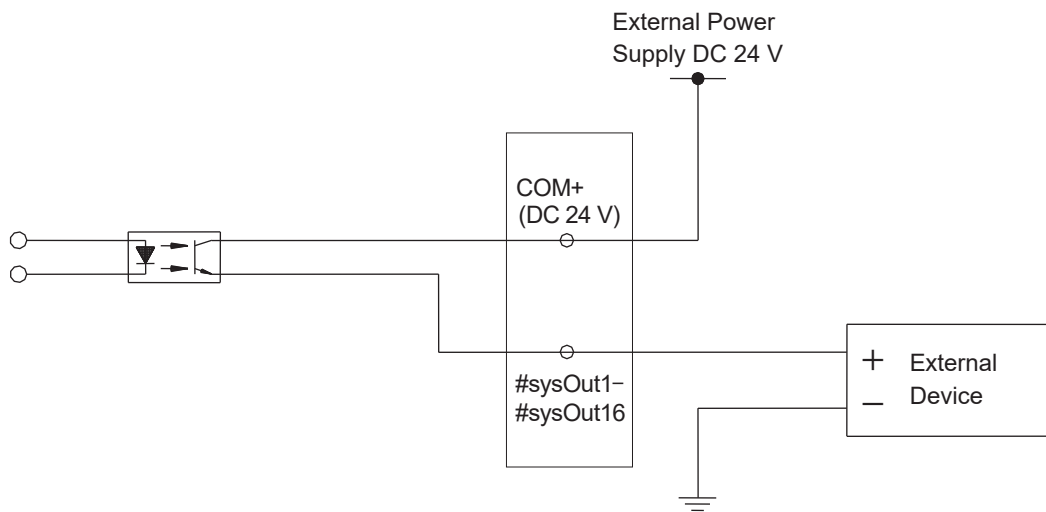 External Power
Supply DC 24 V
COM+
(DC 24 V)
#sysOut1−
#sysOut16
+ External
− Device